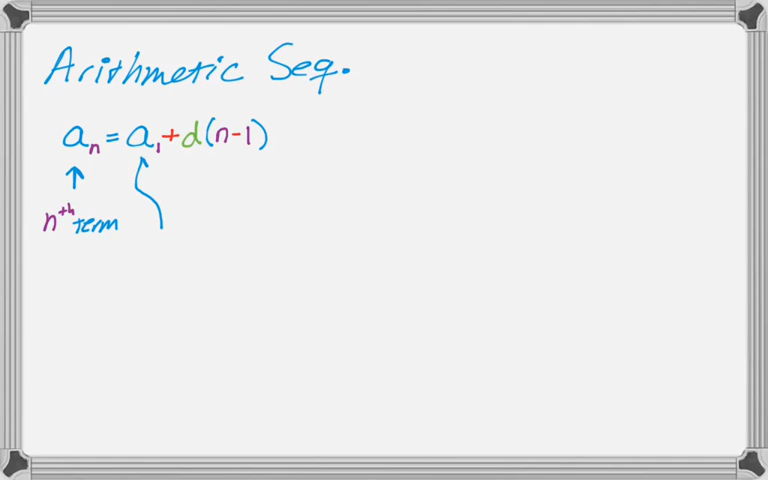 Arithmetic Seq.
aₙ = a₁ + d(n-1)
nᵗʰ term